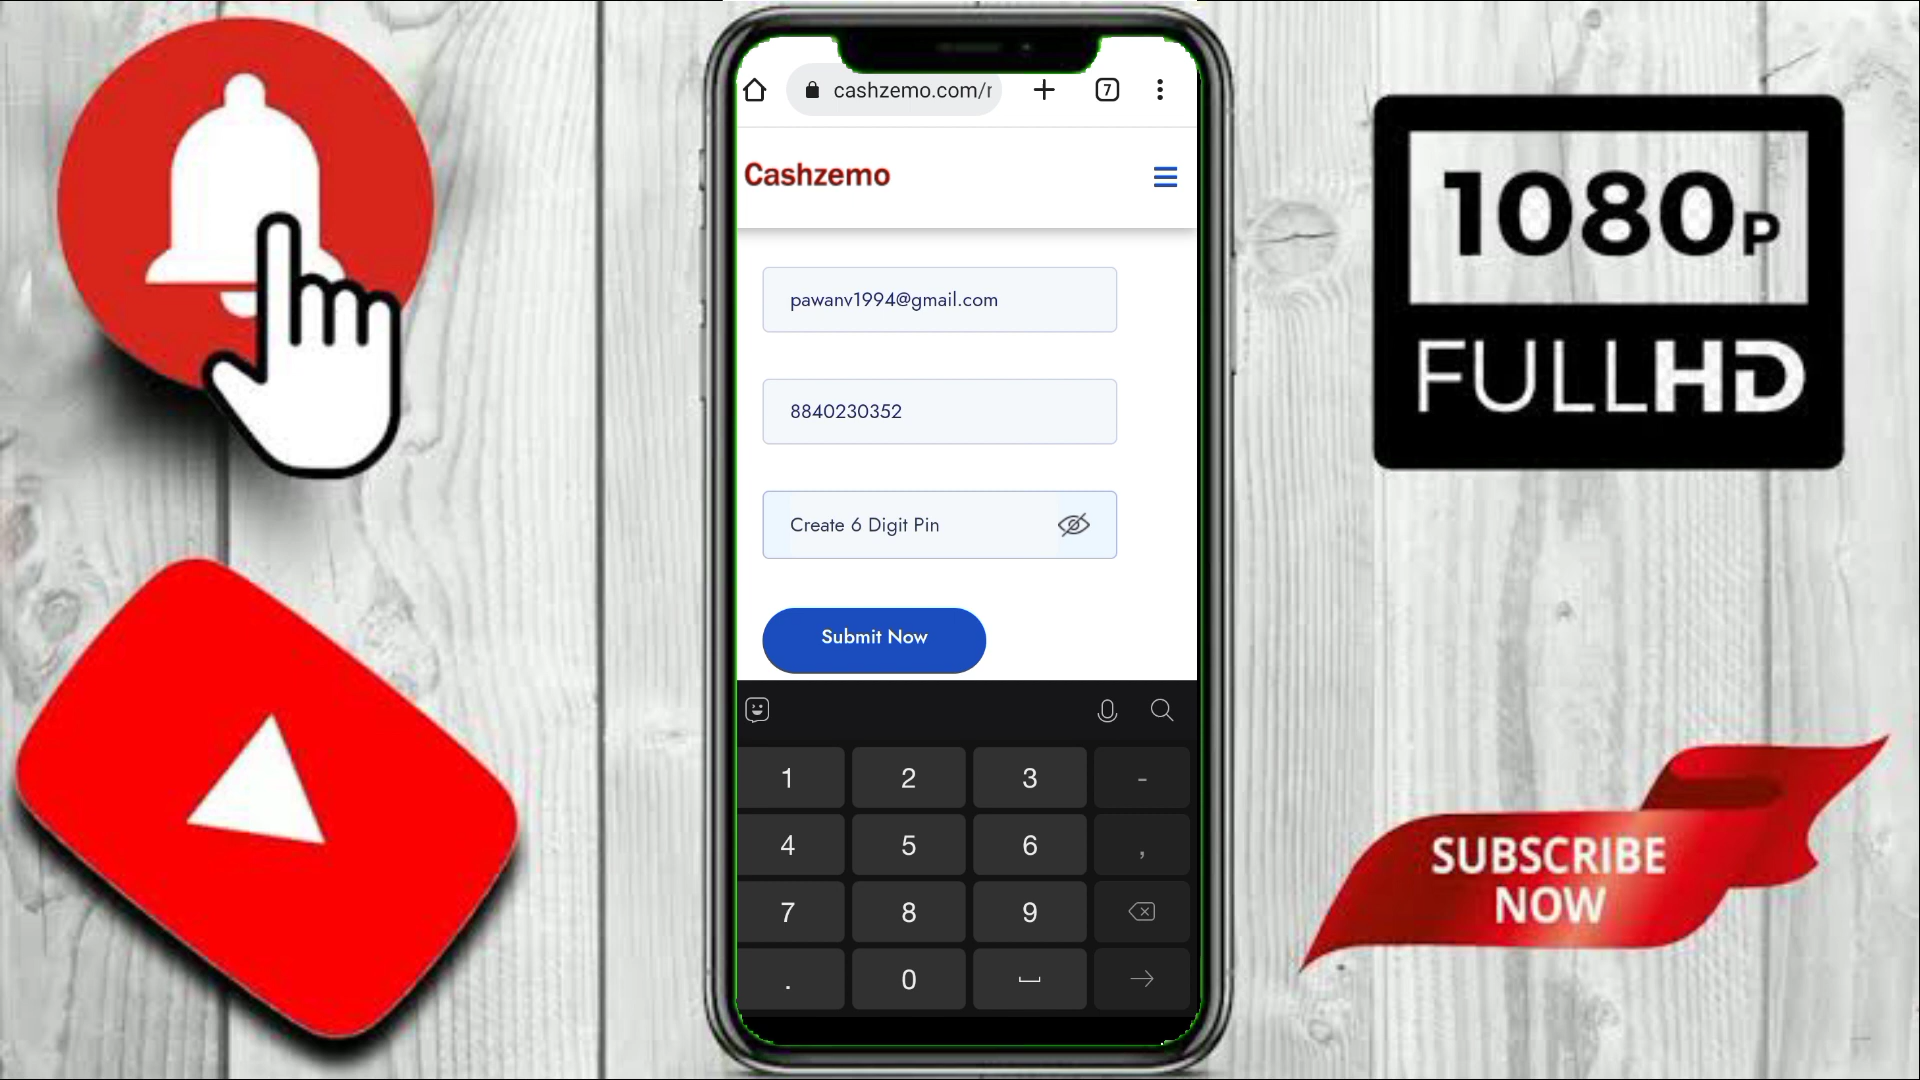 cashzemo.com/r
7
Cashzemo
pawanv1994@gmail.com
8840230352
Create 6 Digit Pin
Submit Now
1 2 3 -
4 5 6 ,
7 8 9
. 0
1080P
FULLHD
SUBSCRIBE
NOW